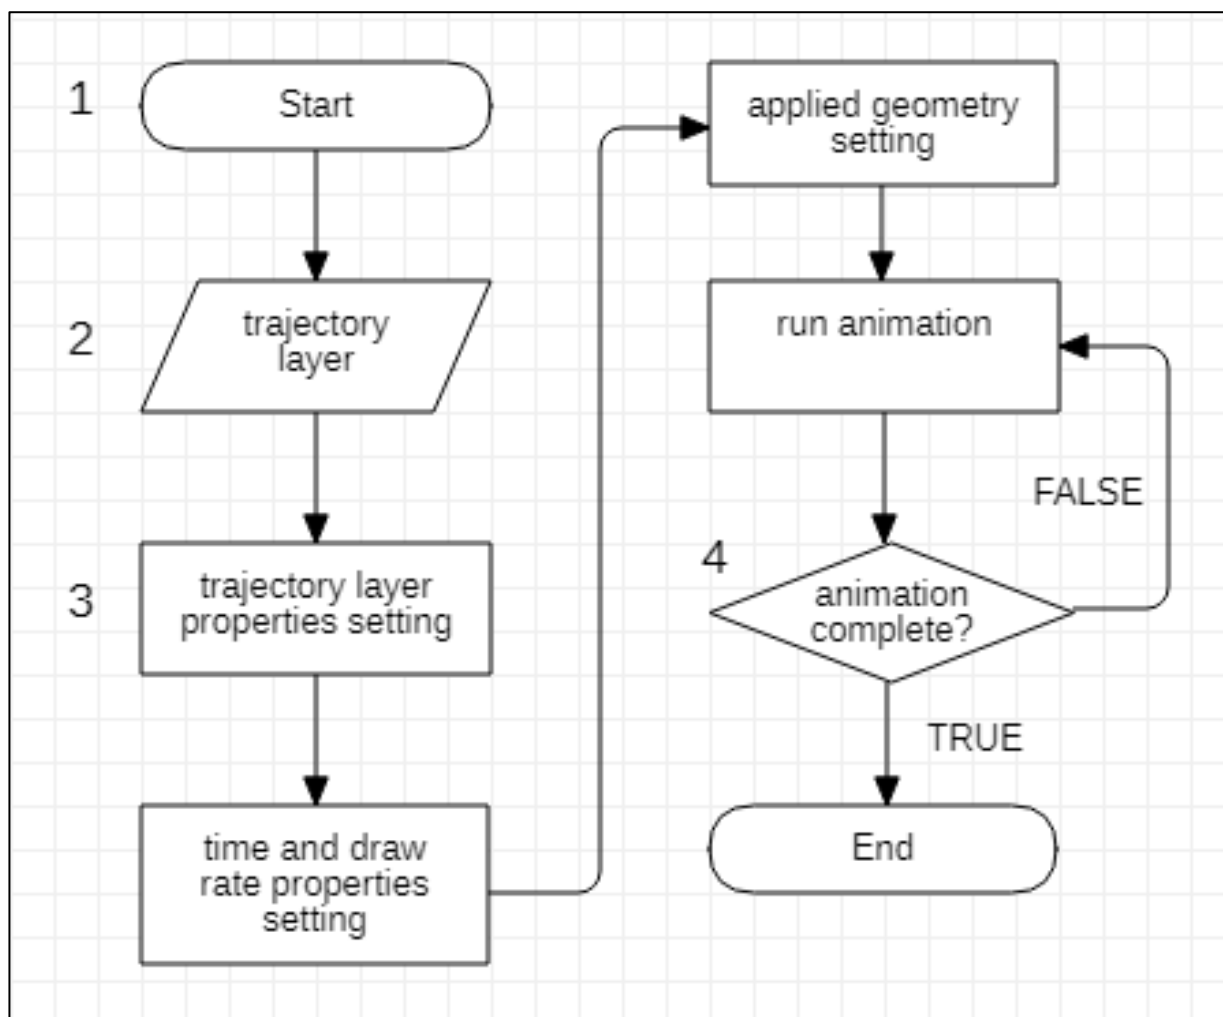 1
Start
2
trajectory
layer
3
trajectory layer
properties setting
time and draw
rate properties
setting
applied geometry
setting
run animation
FALSE
4
animation
complete?
TRUE
End